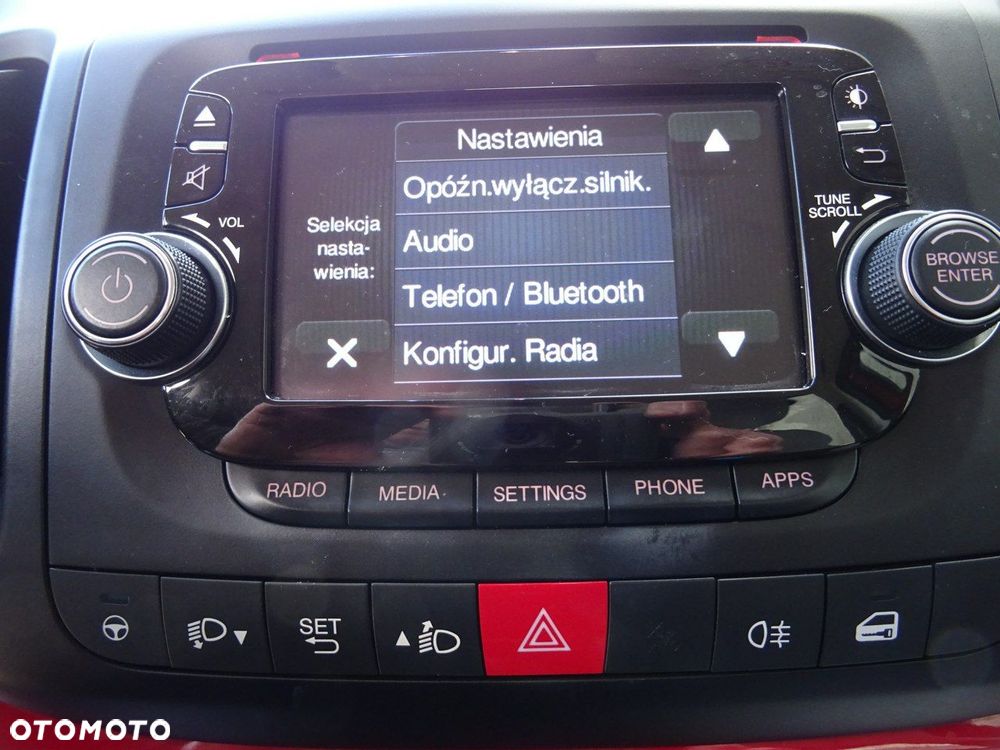 Nastawienia
Opóźn.wyłącz.silnik.
Selekcja
nasta-
wienia:
Audio
Telefon / Bluetooth
Konfigur. Radia
VOL
TUNE
SCROLL
BROWSE
ENTER
RADIO
MEDIA
SETTINGS
PHONE
APPS
SET
OTOMOTO